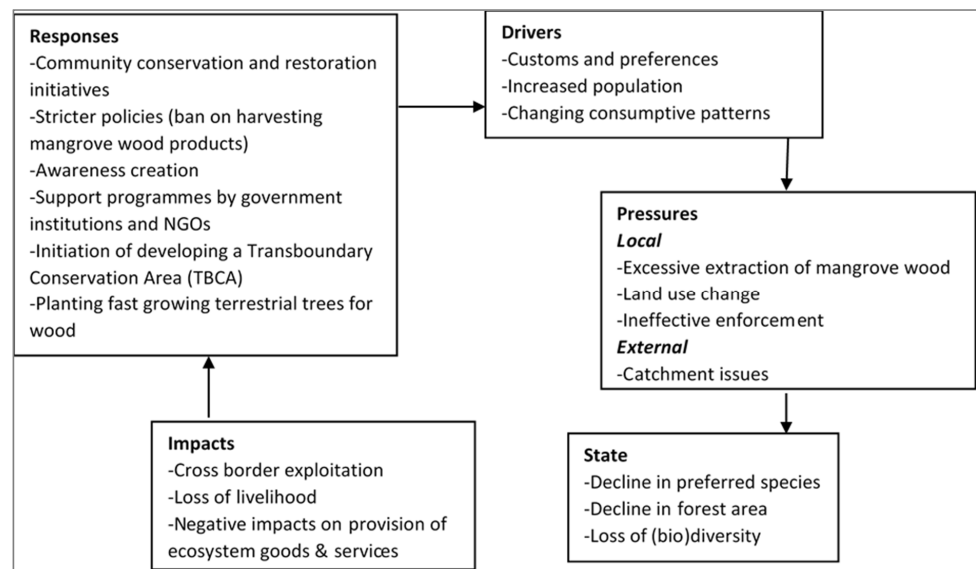 Responses
-Community conservation and restoration
initiatives
-Stricter policies (ban on harvesting
mangrove wood products)
-Awareness creation
-Support programmes by government
institutions and NGOs
-Initiation of developing a Transboundary
Conservation Area (TBCA)
-Planting fast growing terrestrial trees for
wood
Drivers
-Customs and preferences
-Increased population
-Changing consumptive patterns
Pressures
Local
-Excessive extraction of mangrove wood
-Land use change
-Ineffective enforcement
External
-Catchment issues
State
-Decline in preferred species
-Decline in forest area
-Loss of (bio)diversity
Impacts
-Cross border exploitation
-Loss of livelihood
-Negative impacts on provision of
ecosystem goods & services